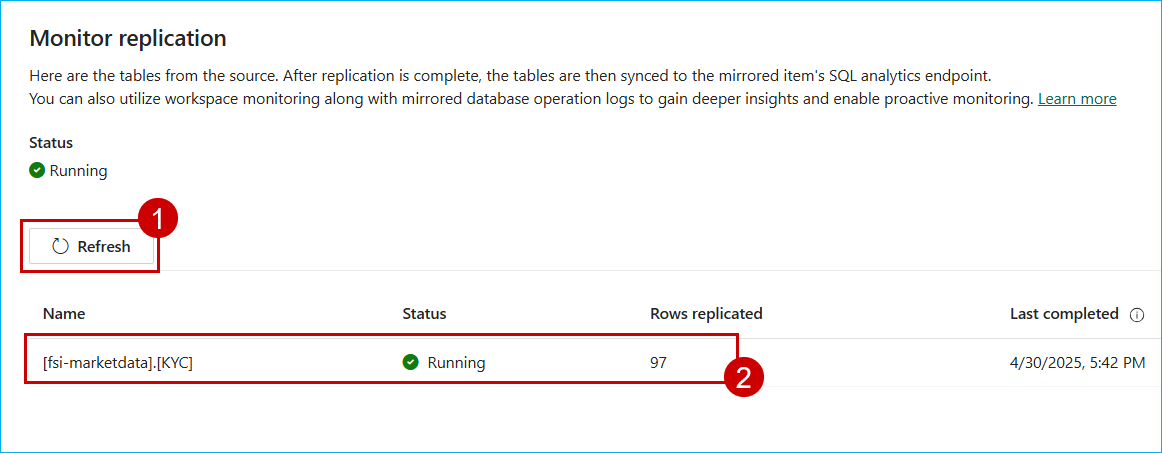 Monitor replication
Here are the tables from the source. After replication is complete, the tables are then synced to the mirrored item's SQL analytics endpoint.
You can also utilize workspace monitoring along with mirrored database operation logs to gain deeper insights and enable proactive monitoring. Learn more
Status
Running
1
Refresh
Name Status Rows replicated Last completed
[fsi-marketdata].[KYC] Running 97 4/30/2025, 5:42 PM
2